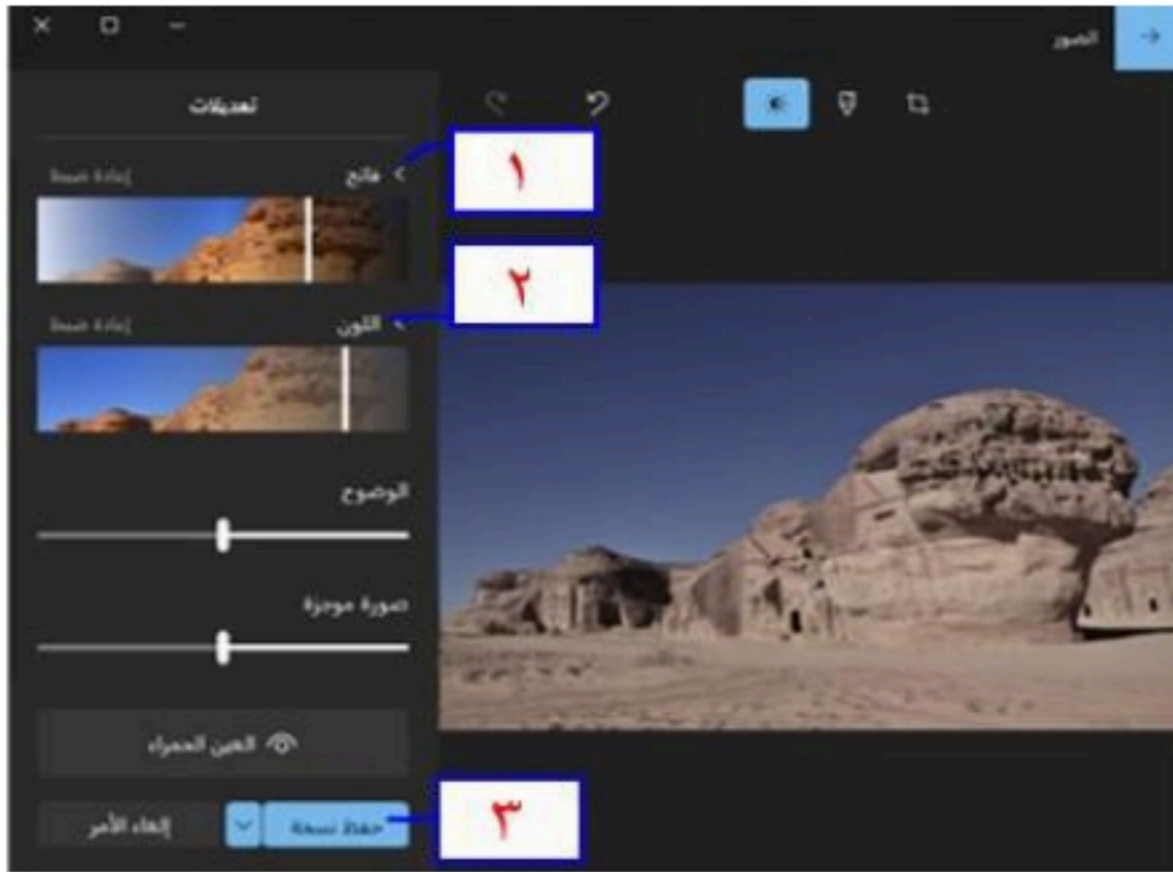 الصور
تعديلات
فاتح
إعادة ضبط
١
٢
اللون
إعادة ضبط
الوضوح
صورة موجزة
العين الحمراء
٣
حفظ نسخة
إلغاء الأمر